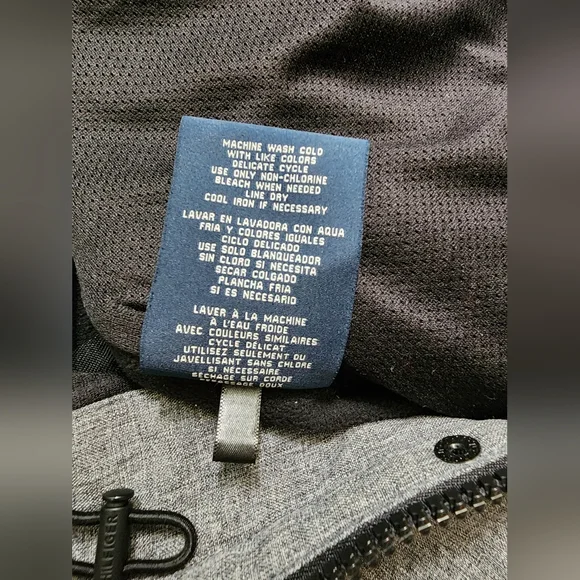 MACHINE WASH COLD
WITH LIKE COLORS
DELICATE CYCLE
USE ONLY NON-CHLORINE
BLEACH WHEN NEEDED
LINE DRY
COOL IRON IF NECESSARY
LAVAR EN LAVADORA CON AQUA
FRIA Y COLORES IGUALES
CICLO DELICADO
USE SOLO BLANQUEADOR
SIN CLORO SI NECESITA
SECAR COLGADO
PLANCHA FRIA
SI ES NECESARIO
LAVER À LA MACHINE
À L'EAU FROIDE
AVEC COULEURS SIMILAIRES
CYCLE DÉLICAT
UTILISEZ SEULEMENT DU
JAVELLISANT SANS CHLORE
SI NÉCESSAIRE
SÉCHAGE SUR CORDE
DOUX
HILFIGER